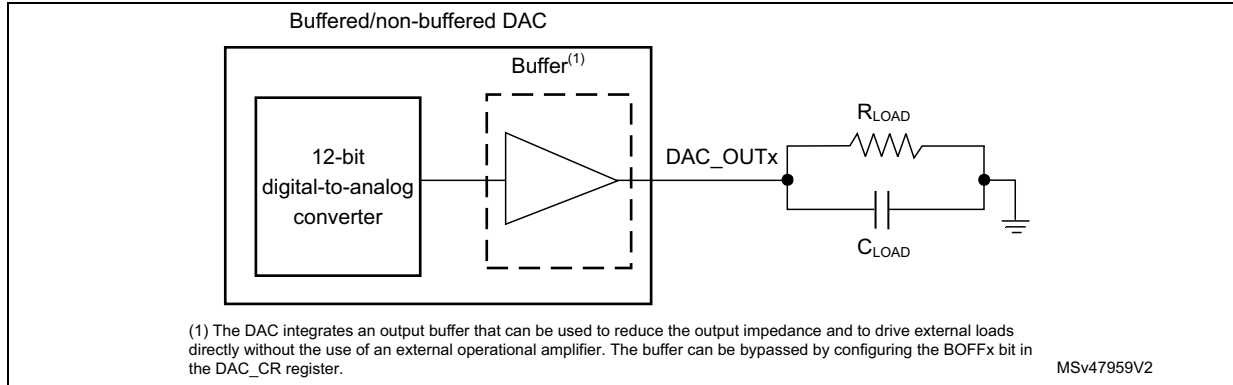 Buffered/non-buffered DAC
Buffer(1)
12-bit
digital-to-analog
converter
DAC_OUTx
RLOAD
CLOAD
(1) The DAC integrates an output buffer that can be used to reduce the output impedance and to drive external loads
directly without the use of an external operational amplifier. The buffer can be bypassed by configuring the BOFFx bit in
the DAC_CR register.
MSv47959V2